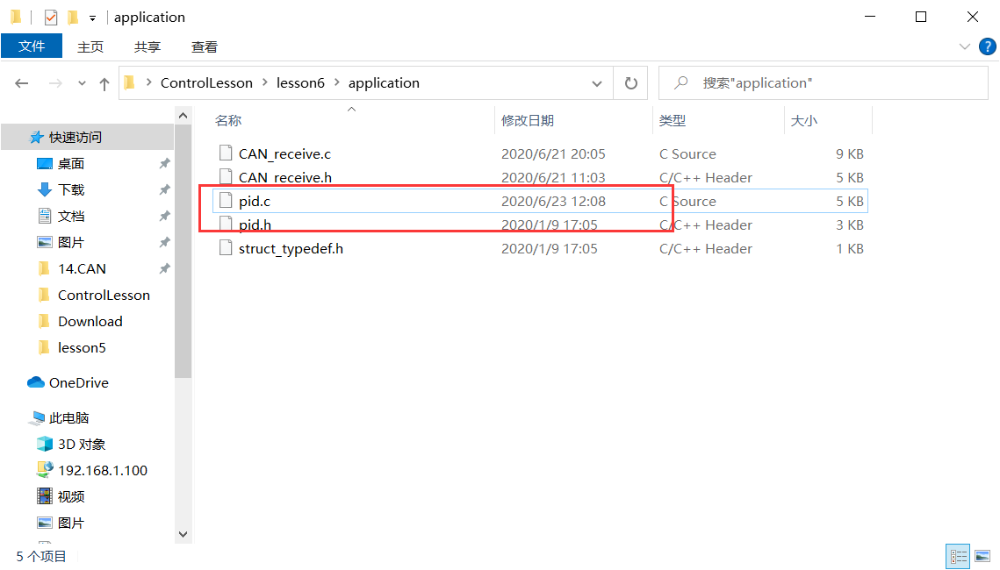 application
文件 主页 共享 查看 ?
ControlLesson lesson6 application 搜索"application"
名称 修改日期 类型 大小
快速访问
桌面
下载
文档
图片
14.CAN
ControlLesson
Download
lesson5
OneDrive
此电脑
3D 对象
192.168.1.100
视频
图片
CAN_receive.c 2020/6/21 20:05 C Source 9 KB
CAN_receive.h 2020/6/21 11:03 C/C++ Header 5 KB
pid.c 2020/6/23 12:08 C Source 5 KB
pid.h 2020/1/9 17:05 C/C++ Header 3 KB
struct_typedef.h 2020/1/9 17:05 C/C++ Header 1 KB
5 个项目